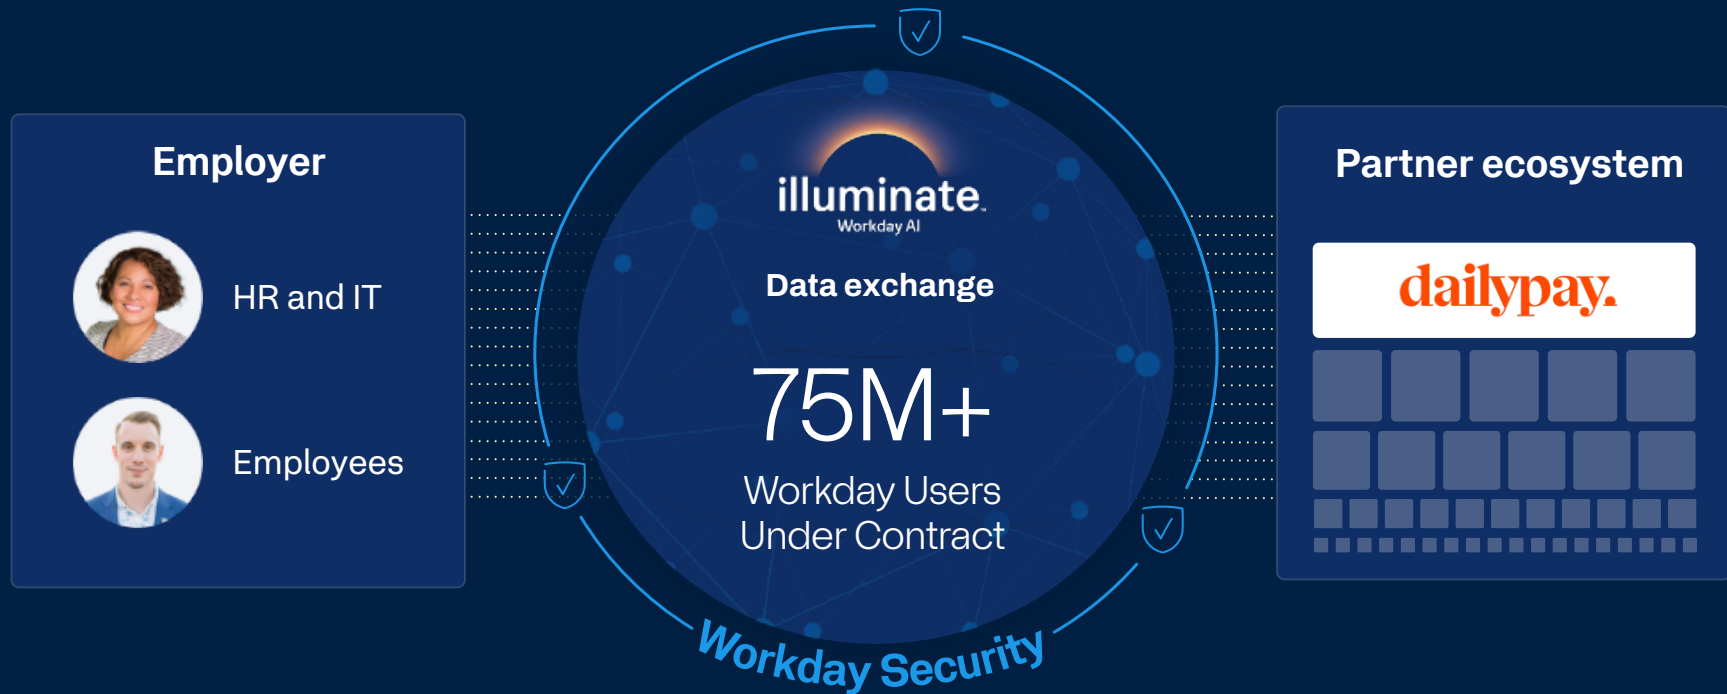 Employer
HR and IT
Employees
illuminate™
Workday AI
Data exchange
75M+
Workday Users
Under Contract
Workday Security
Partner ecosystem
dailypay.